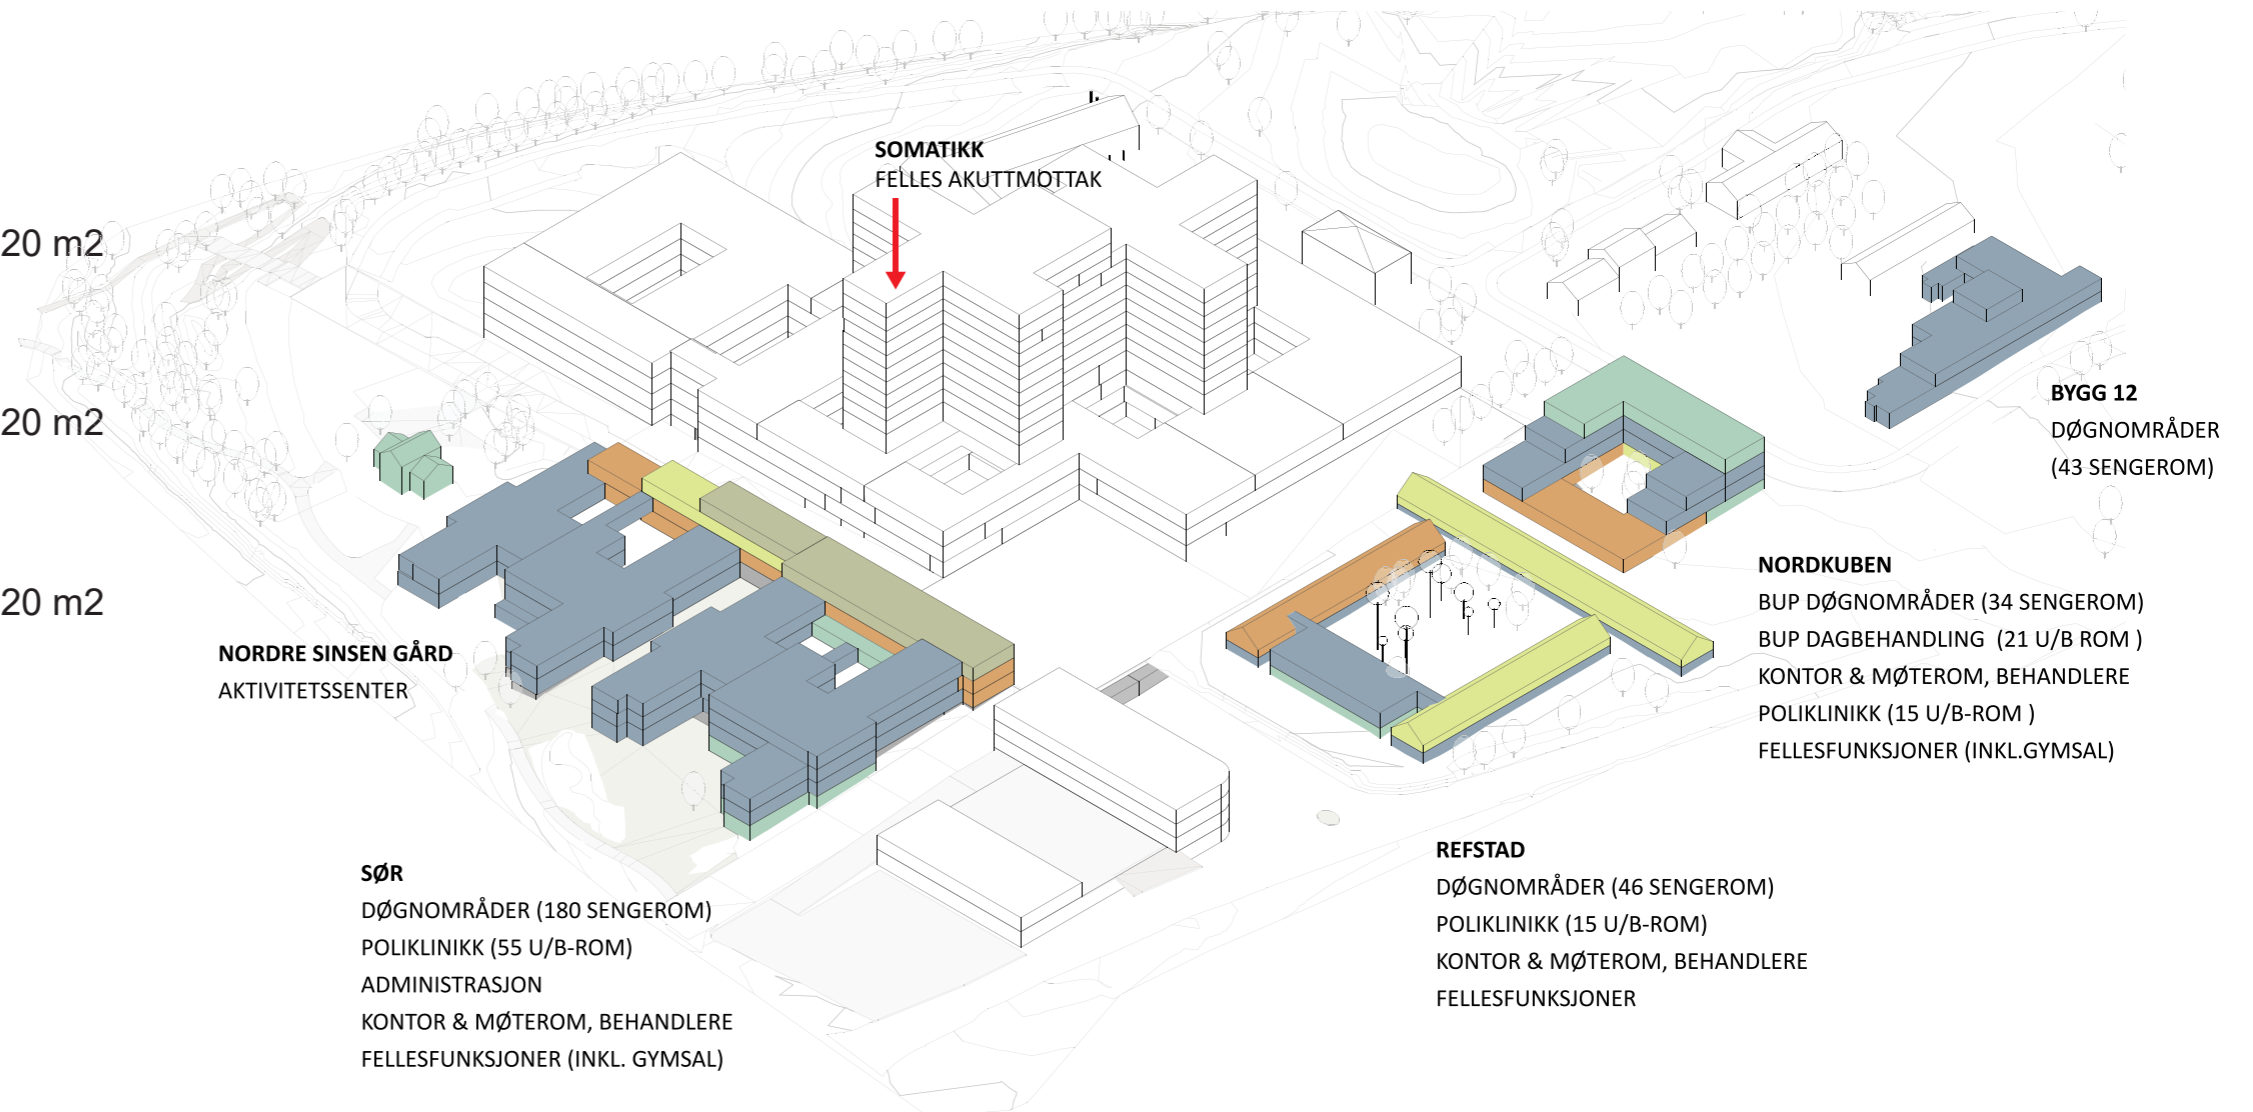 SOMATIKK
FELLES AKUTTMOTTAK
20 m2
20 m2
20 m2
BYGG 12
DØGNOMRÅDER
(43 SENGEROM)
NORDKUBEN
BUP DØGNOMRÅDER (34 SENGEROM)
BUP DAGBEHANDLING (21 U/B ROM )
KONTOR & MØTEROM, BEHANDLERE
POLIKLINIKK (15 U/B-ROM )
FELLESFUNKSJONER (INKL.GYMSAL)
NORDRE SINSEN GÅRD
AKTIVITETSSENTER
SØR
DØGNOMRÅDER (180 SENGEROM)
POLIKLINIKK (55 U/B-ROM)
ADMINISTRASJON
KONTOR & MØTEROM, BEHANDLERE
FELLESFUNKSJONER (INKL. GYMSAL)
REFSTAD
DØGNOMRÅDER (46 SENGEROM)
POLIKLINIKK (15 U/B-ROM)
KONTOR & MØTEROM, BEHANDLERE
FELLESFUNKSJONER